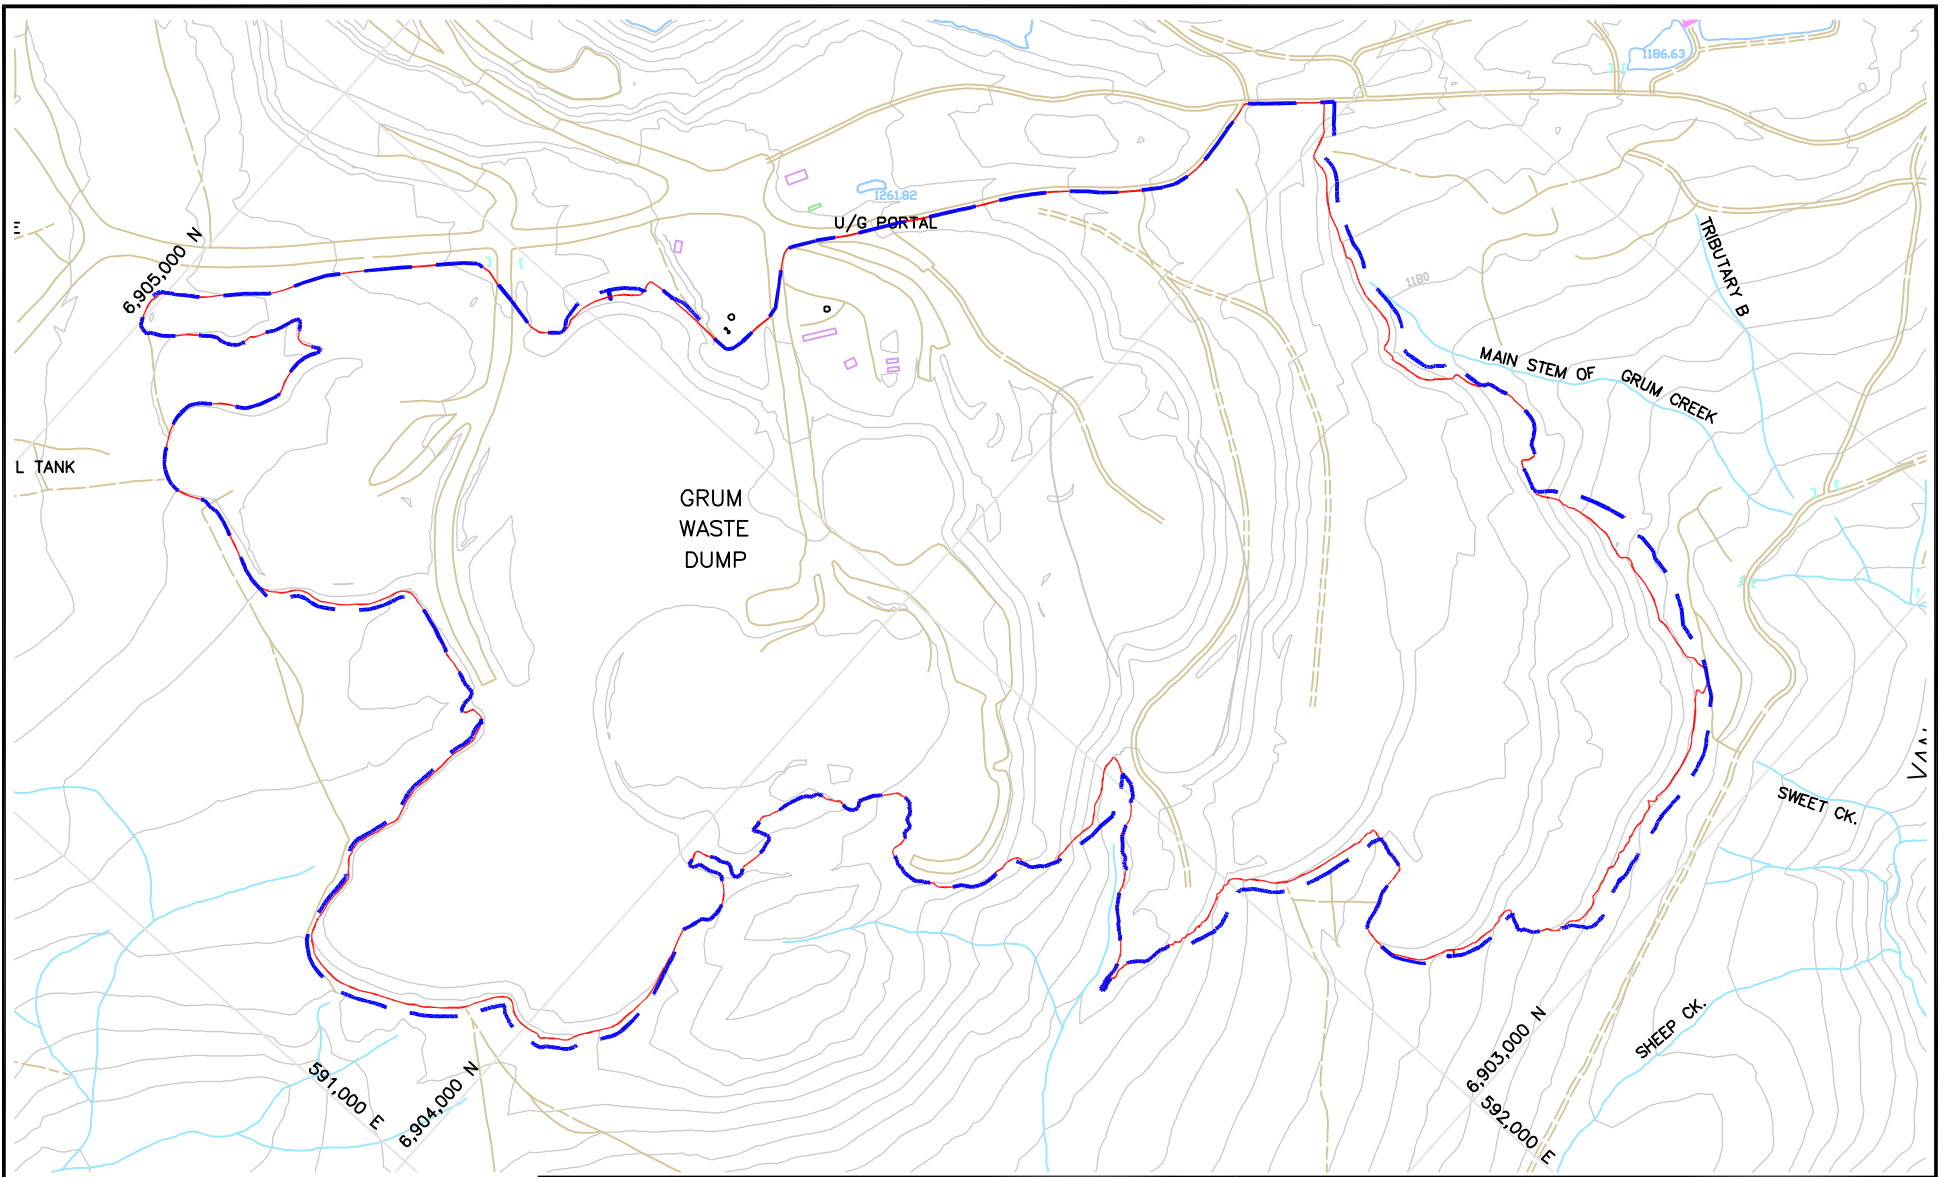 1186.63
1261.82
U/G PORTAL
E
6,905,000 N
TRIBUTARY B
1180
MAIN STEM OF GRUM CREEK
L TANK
GRUM
WASTE
DUMP
SWEET CK.
SHEEP CK.
6,903,000 N
591,000 E
6,904,000 N
592,000 E